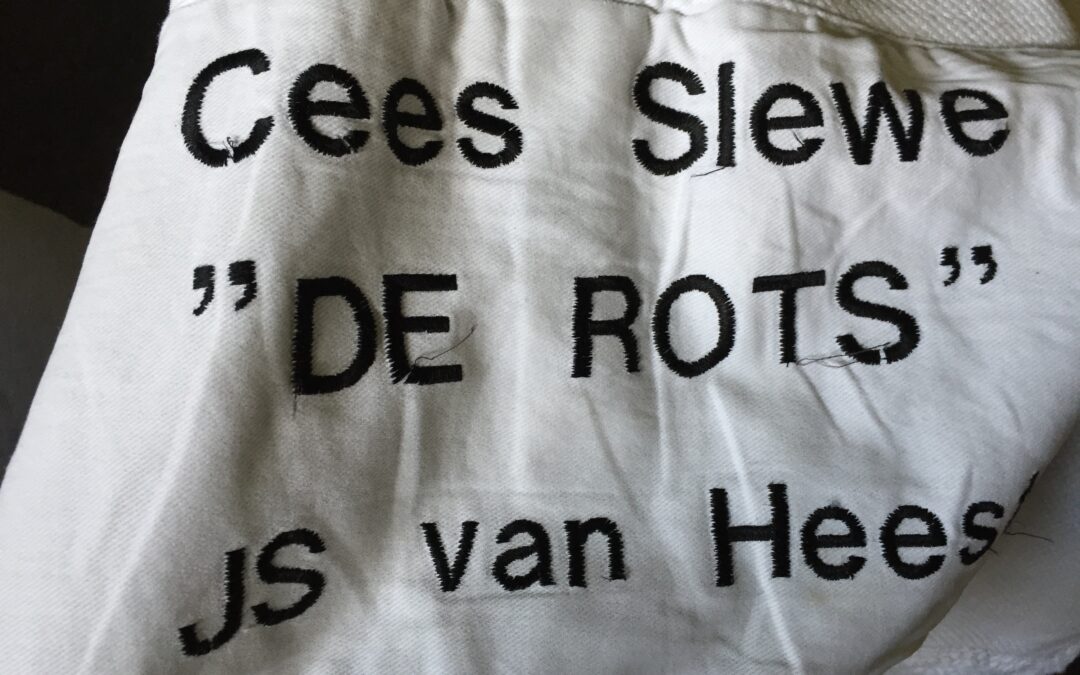 Cees Slewe
”DE ROTS”
JS van Hees